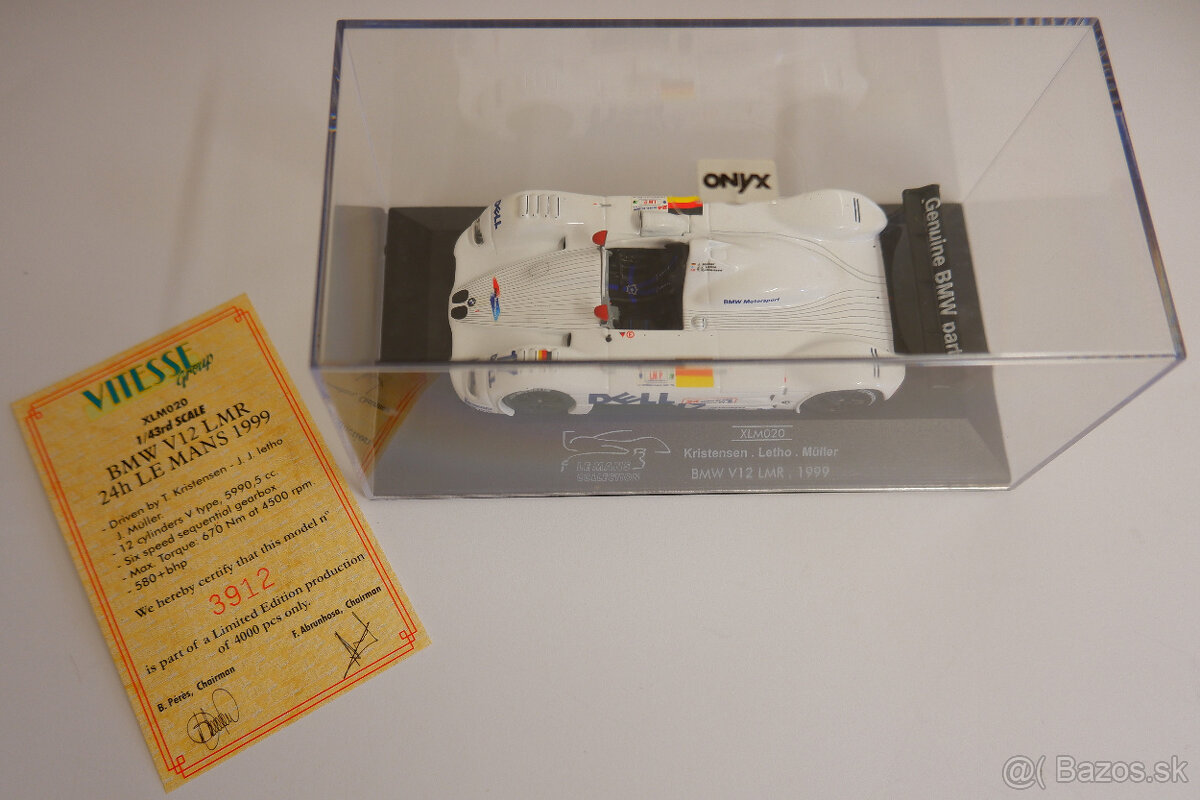 VITESSE
Group
XLM020
1/43rd SCALE
BMW V12 LMR
24h LE MANS 1999
- Driven by T. Kristensen - J. J. letho
J. Müller.
- 12 cylinders V type, 5990,5 cc.
- Six speed sequential gearbox
- Max. Torque: 670 Nm at 4500 rpm.
- 580+bhp
We hereby certify that this model nº
3912
is part of a Limited Edition production
of 4000 pcs only.
B. Pérès, Chairman
F. Abrunhosa, Chairman
ONYX
DELL
BMW Motorsport
Genuine BMW part
DELL
LE MANS
COLLECTION
XLM020
Kristensen . Letho . Müller
BMW V12 LMR . 1999
@( Bazos.sk